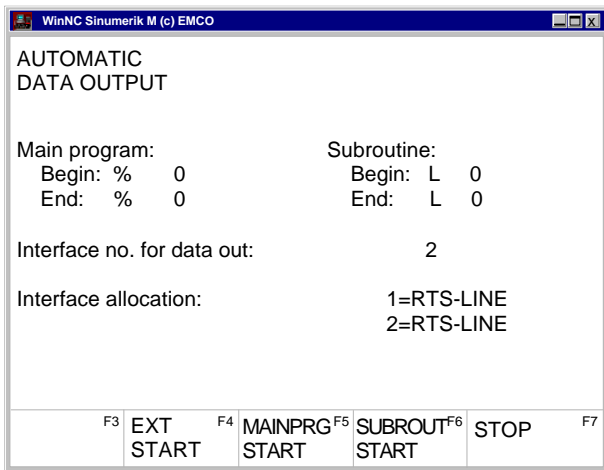 WinNC Sinumerik M (c) EMCO
AUTOMATIC
DATA OUTPUT
Main program: Subroutine:
Begin: % 0 Begin: L 0
End: % 0 End: L 0
Interface no. for data out: 2
Interface allocation: 1=RTS-LINE
2=RTS-LINE
F3 EXT F4 MAINPRG F5 SUBROUT F6 STOP F7
START START START